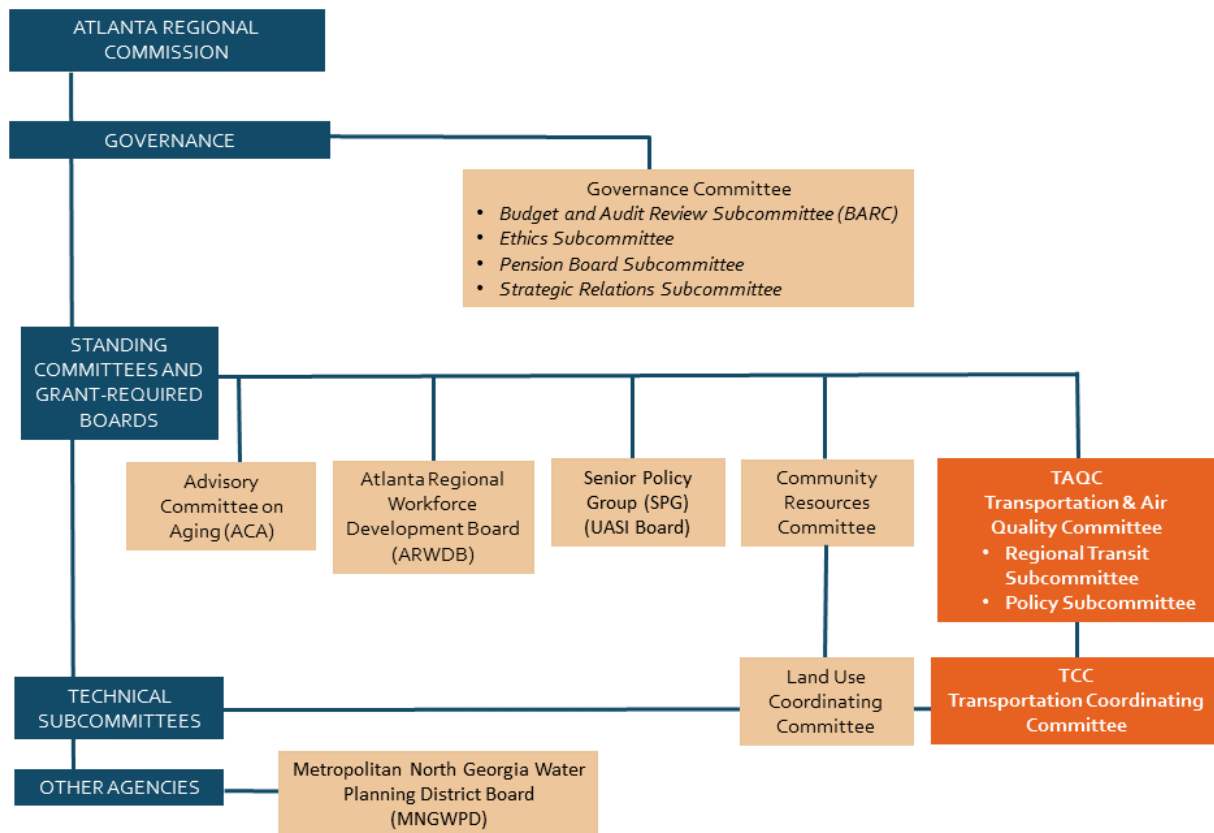 ATLANTA REGIONAL
COMMISSION
GOVERNANCE
Governance Committee
• Budget and Audit Review Subcommittee (BARC)
• Ethics Subcommittee
• Pension Board Subcommittee
• Strategic Relations Subcommittee
STANDING
COMMITTEES AND
GRANT-REQUIRED
BOARDS
Advisory
Committee on
Aging (ACA)
Atlanta Regional
Workforce
Development Board
(ARWDB)
Senior Policy
Group (SPG)
(UASI Board)
Community
Resources
Committee
TAQC
Transportation & Air
Quality Committee
• Regional Transit
Subcommittee
• Policy Subcommittee
TECHNICAL
SUBCOMMITTEES
Land Use
Coordinating
Committee
TCC
Transportation Coordinating
Committee
OTHER AGENCIES
Metropolitan North Georgia Water
Planning District Board
(MNGWPD)